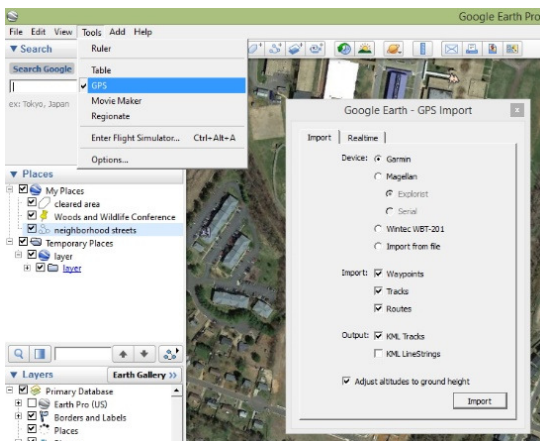 Google Earth Pro
File Edit View Tools Add Help
Search
Search Google
ex: Tokyo, Japan
Ruler
Table
GPS
Movie Maker
Regionate
Enter Flight Simulator... Ctrl+Alt+A
Options...
Places
My Places
cleared area
Woods and Wildlife Conference
neighborhood streets
Temporary Places
layer
layer
Layers
Earth Gallery >>
Primary Database
Earth Pro (US)
Borders and Labels
Places
Google Earth - GPS Import
x
Import Realtime
Device: Garmin
Magellan
Explorist
Serial
Wintec WBT-201
Import from file
Import: Waypoints
Tracks
Routes
Output: KML Tracks
KML LineStrings
Adjust altitudes to ground height
Import